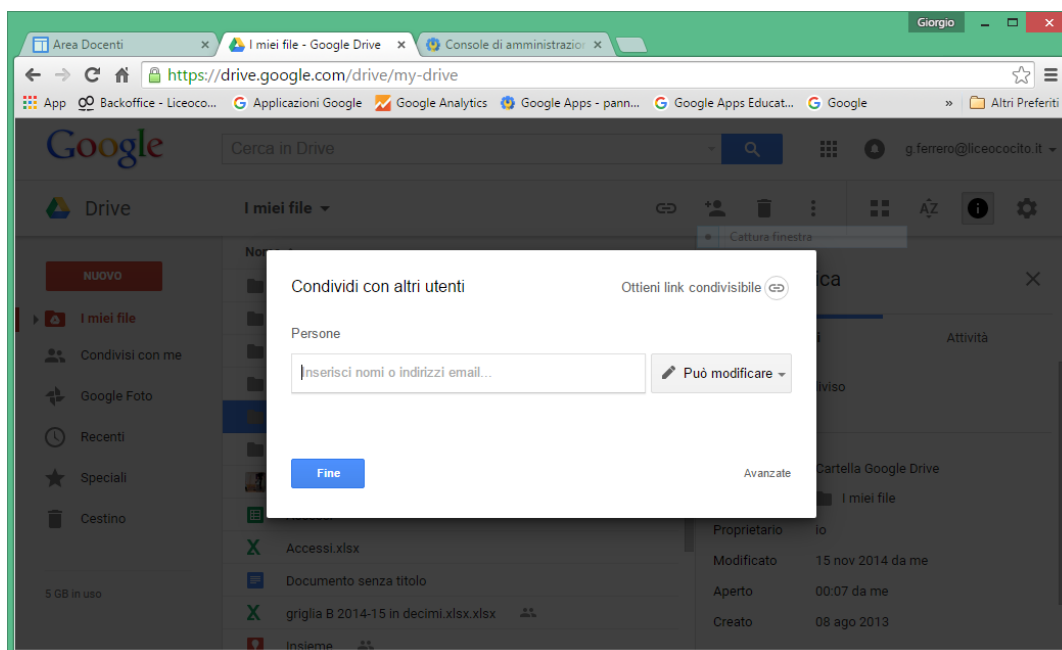 Giorgio
Area Docenti
I miei file - Google Drive
Console di amministrazion
https://drive.google.com/drive/my-drive
App
Backoffice - Liceoco...
Applicazioni Google
Google Analytics
Google Apps - pann...
Google Apps Educat...
Google
»
Altri Preferiti
Google
Cerca in Drive
g.ferrero@liceococito.it
Drive
I miei file
Cattura finestra
NUOVO
I miei file
Condivisi con me
Google Foto
Recenti
Speciali
Cestino
5 GB in uso
Condividi con altri utenti
Ottieni link condivisibile
Persone
Inserisci nomi o indirizzi email...
Può modificare
Fine
Avanzate
Attività
Cartella Google Drive
I miei file
Proprietario io
Modificato 15 nov 2014 da me
Aperto 00:07 da me
Creato 08 ago 2013
Accessi.xlsx
Documento senza titolo
griglia B 2014-15 in decimi.xlsx.xlsx
Insieme